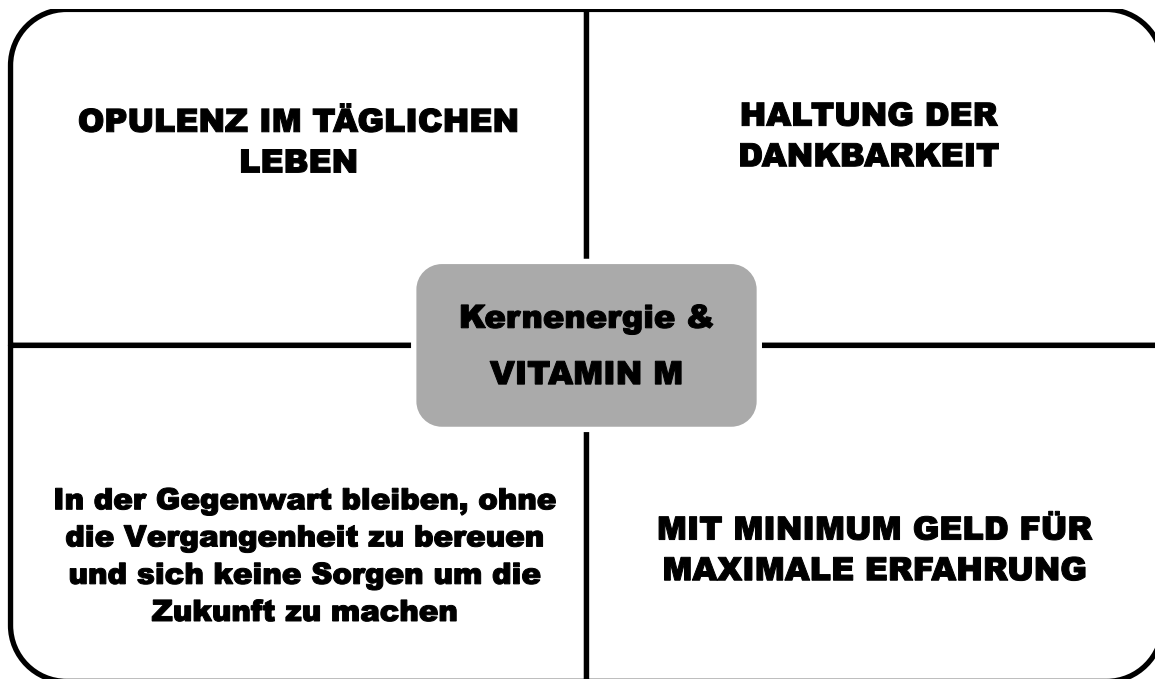 OPULENZ IM TÄGLICHEN
LEBEN
HALTUNG DER
DANKBARKEIT
Kernenergie &
VITAMIN M
In der Gegenwart bleiben, ohne
die Vergangenheit zu bereuen
und sich keine Sorgen um die
Zukunft zu machen
MIT MINIMUM GELD FÜR
MAXIMALE ERFAHRUNG